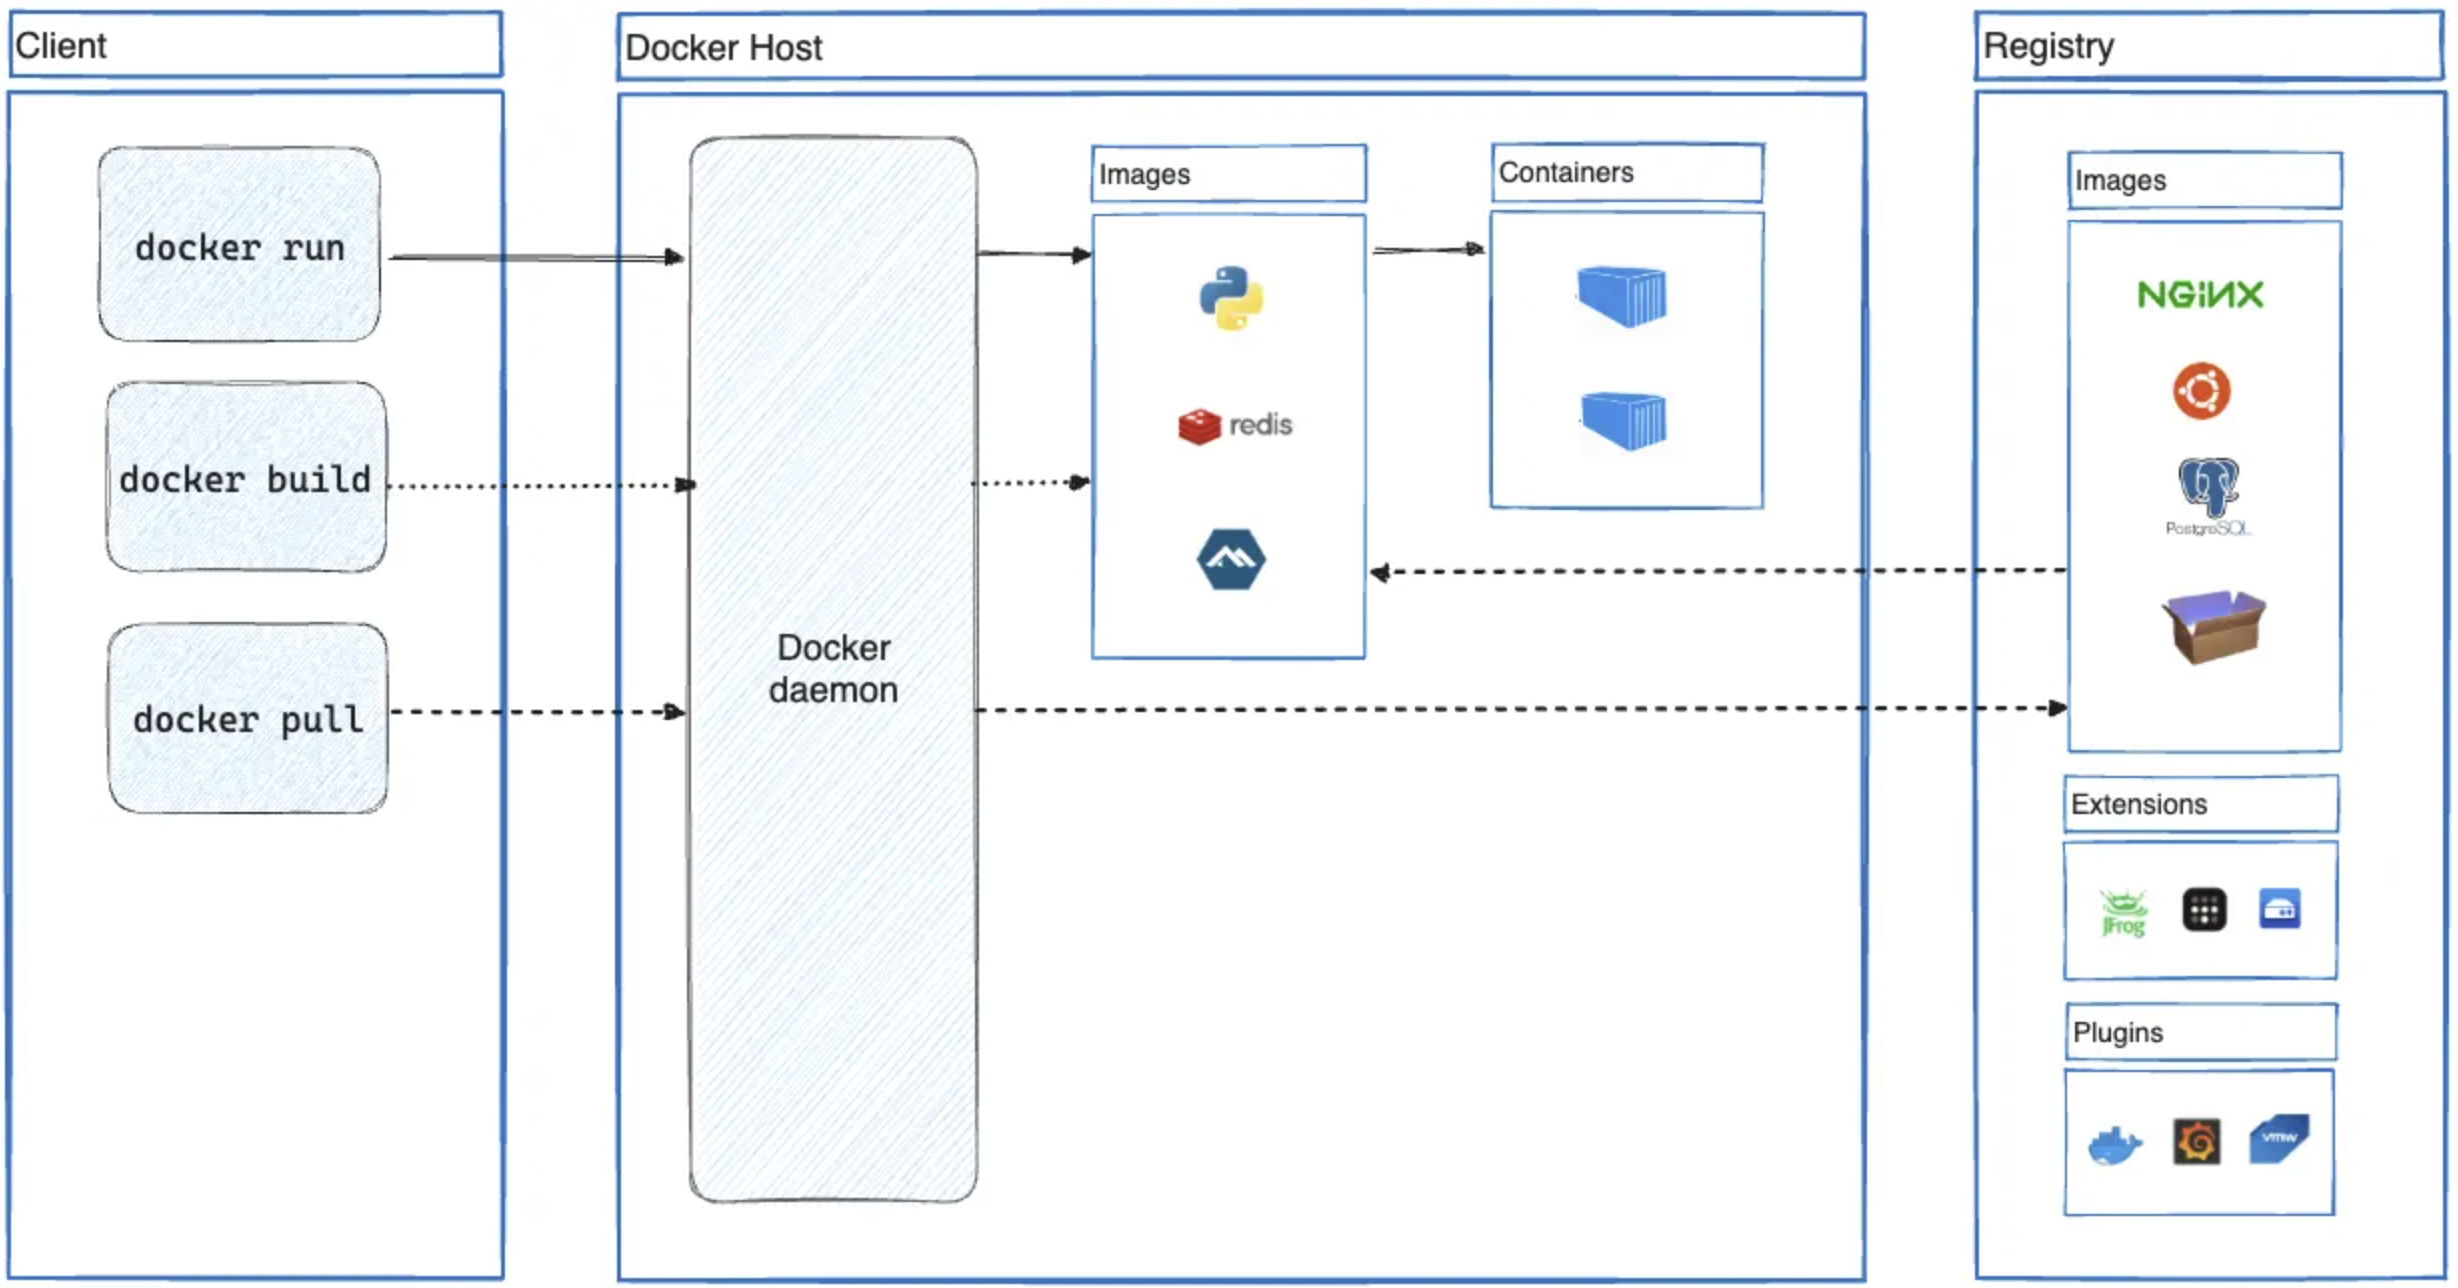 Client
docker run
docker build
docker pull
Docker Host
Docker
daemon
Images
redis
Containers
Registry
Images
NGINX
PostgreSQL
Extensions
JFrog
Plugins
vmw